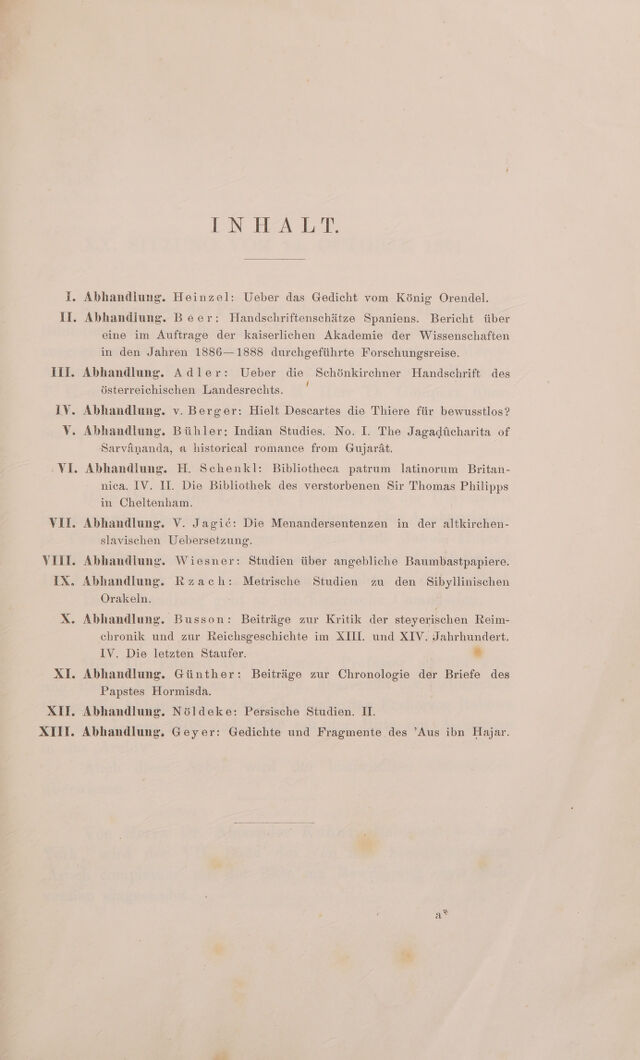 INHALT.
I. Abhandlung. Heinzel: Ueber das Gedicht vom König Orendel.
II. Abhandlung. Beer: Handschriftenschätze Spaniens. Bericht über
eine im Auftrage der kaiserlichen Akademie der Wissenschaften
in den Jahren 1886—1888 durchgeführte Forschungsreise.
III. Abhandlung. Adler: Ueber die Schönkirchner Handschrift des
österreichischen Landesrechts.
IV. Abhandlung. v. Berger: Hielt Descartes die Thiere für bewusstlos?
V. Abhandlung. Bühler: Indian Studies. No. I. The Jagaḍûcharita of
Sarvâṇanda, a historical romance from Gujarât.
VI. Abhandlung. H. Schenkl: Bibliotheca patrum latinorum Britan-
nica. IV. II. Die Bibliothek des verstorbenen Sir Thomas Philipps
in Cheltenham.
VII. Abhandlung. V. Jagić: Die Menandersentenzen in der altkirchen-
slavischen Uebersetzung.
VIII. Abhandlung. Wiesner: Studien über angebliche Baumbastpapiere.
IX. Abhandlung. Rzach: Metrische Studien zu den Sibyllinischen
Orakeln.
X. Abhandlung. Busson: Beiträge zur Kritik der steyerischen Reim-
chronik und zur Reichsgeschichte im XIII. und XIV. Jahrhundert.
IV. Die letzten Staufer.
XI. Abhandlung. Günther: Beiträge zur Chronologie der Briefe des
Papstes Hormisda.
XII. Abhandlung. Nöldeke: Persische Studien. II.
XIII. Abhandlung. Geyer: Gedichte und Fragmente des 'Aus ibn Ḥajar.
a*